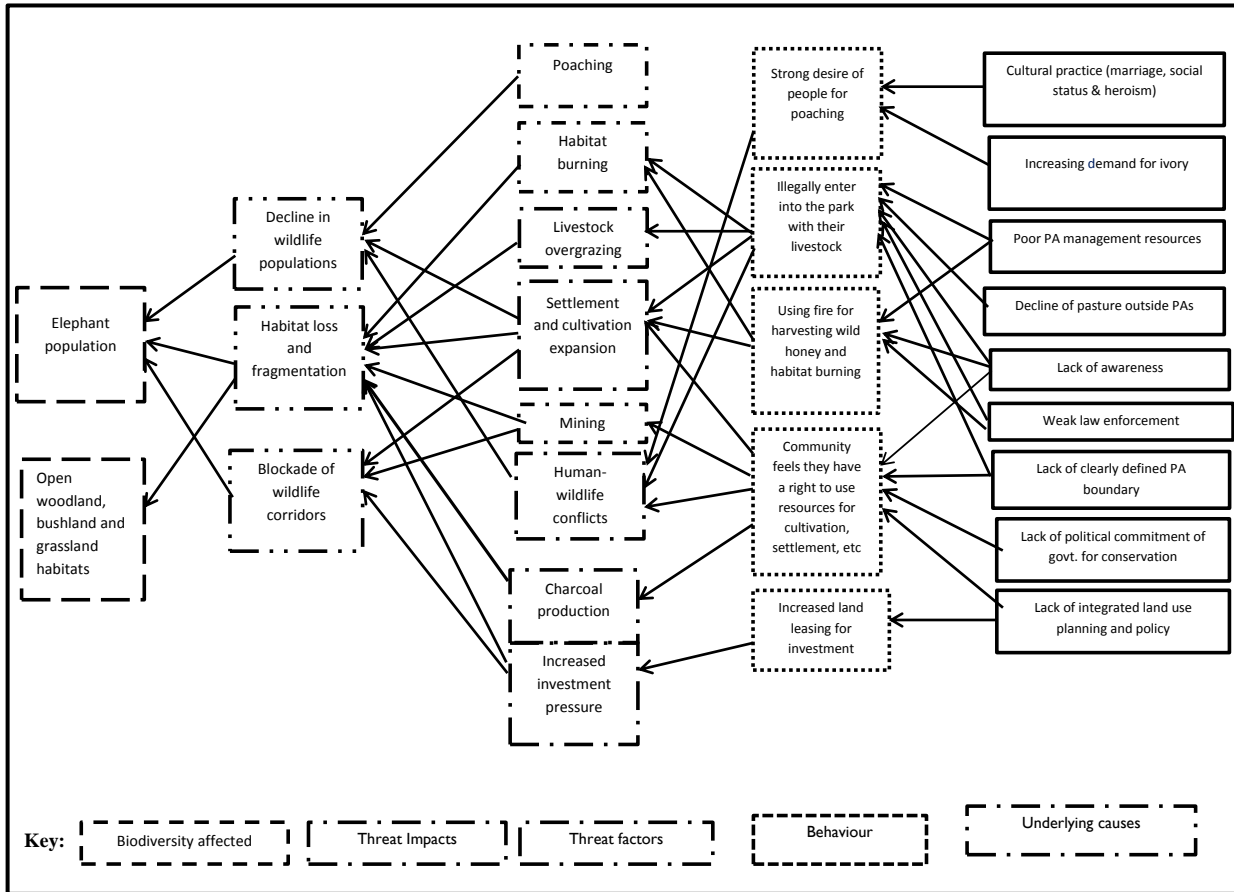 Elephant
population
Open
woodland,
bushland and
grassland
habitats
Decline in
wildlife
populations
Habitat loss
and
fragmentation
Blockade of
wildlife
corridors
Poaching
Habitat
burning
Livestock
overgrazing
Settlement
and cultivation
expansion
Mining
Human-
wildlife
conflicts
Charcoal
production
Increased
investment
pressure
Strong desire of
people for
poaching
Illegally enter
into the park
with their
livestock
Using fire for
harvesting wild
honey and
habitat burning
Community
feels they have
a right to use
resources for
cultivation,
settlement, etc
Increased land
leasing for
investment
Cultural practice (marriage, social
status & heroism)
Increasing demand for ivory
Poor PA management resources
Decline of pasture outside PAs
Lack of awareness
Weak law enforcement
Lack of clearly defined PA
boundary
Lack of political commitment of
govt. for conservation
Lack of integrated land use
planning and policy
Key:
Biodiversity affected
Threat Impacts
Threat factors
Behaviour
Underlying causes